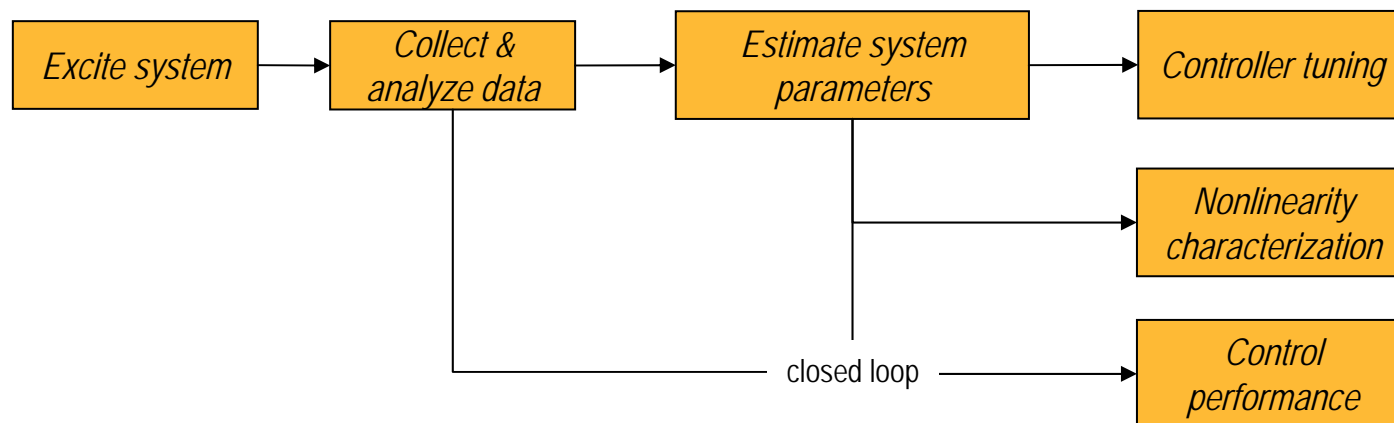 Excite system
Collect &
analyze data
Estimate system
parameters
Controller tuning
Nonlinearity
characterization
closed loop
Control
performance